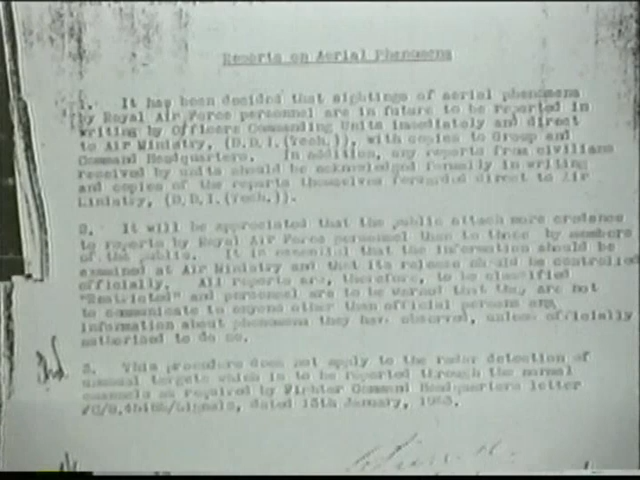 Reports on Aerial Phenomena
1. It has been decided that sightings of aerial phenomena
by Royal Air Force personnel are in future to be reported in
writing by Officers Commanding Units immediately and direct
to Air Ministry, (D.D.I.(Tech.)), with copies to Group and
Command Headquarters. In addition, any reports from civilians
received by units should be acknowledged formally in writing
and copies of the reports themselves forwarded direct to Air
Ministry, (D.D.I.(Tech.)).
2. It will be appreciated that the public attach more credence
to reports by Royal Air Force personnel than to those by members
of the public. It is essential that the information should be
examined at Air Ministry and that its release should be controlled
officially. All reports are, therefore, to be classified
"Restricted" and personnel are to be warned that they are not
to communicate to anyone other than official persons any
information about phenomena they have observed, unless officially
authorised to do so.
3. This procedure does not apply to the radar detection of
unusual targets which is to be reported through the normal
channels as required by Fighter Command Headquarters letter
dated 15th January, 1953.